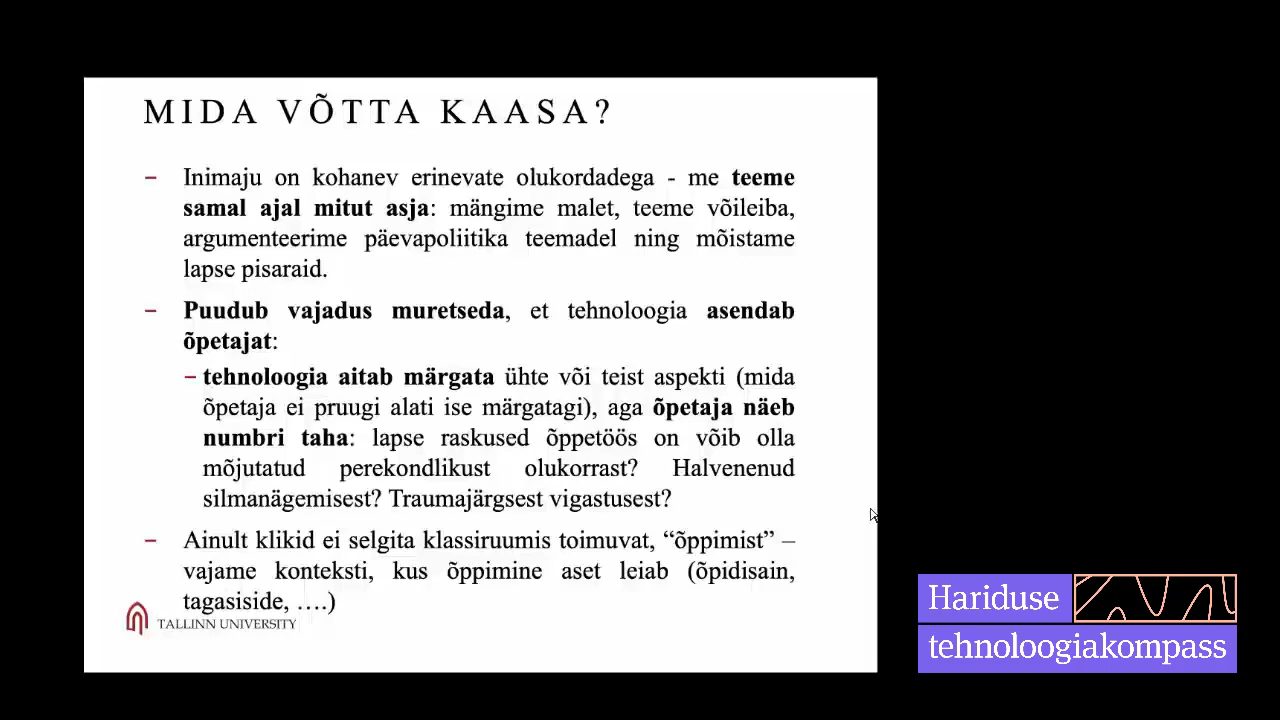 MIDA VÕTTA KAASA?
– Inimaju on kohanev erinevate olukordadega - me teeme
samal ajal mitut asja: mängime malet, teeme võileiba,
argumenteerime päevapoliitika teemadel ning mõistame
lapse pisaraid.
– Puudub vajadus muretseda, et tehnoloogia asendab
õpetajat:
– tehnoloogia aitab märgata ühte või teist aspekti (mida
õpetaja ei pruugi alati ise märgatagi), aga õpetaja näeb
numbri taha: lapse raskused õppetöös on võib olla
mõjutatud perekondlikust olukorrast? Halvenenud
silmanägemisest? Traumajärgsest vigastusest?
– Ainult klikid ei selgita klassiruumis toimuvat, “õppimist” –
vajame konteksti, kus õppimine aset leiab (õpidisain,
tagasiside, ….)
TALLINN UNIVERSITY
Hariduse
tehnoloogiakompass